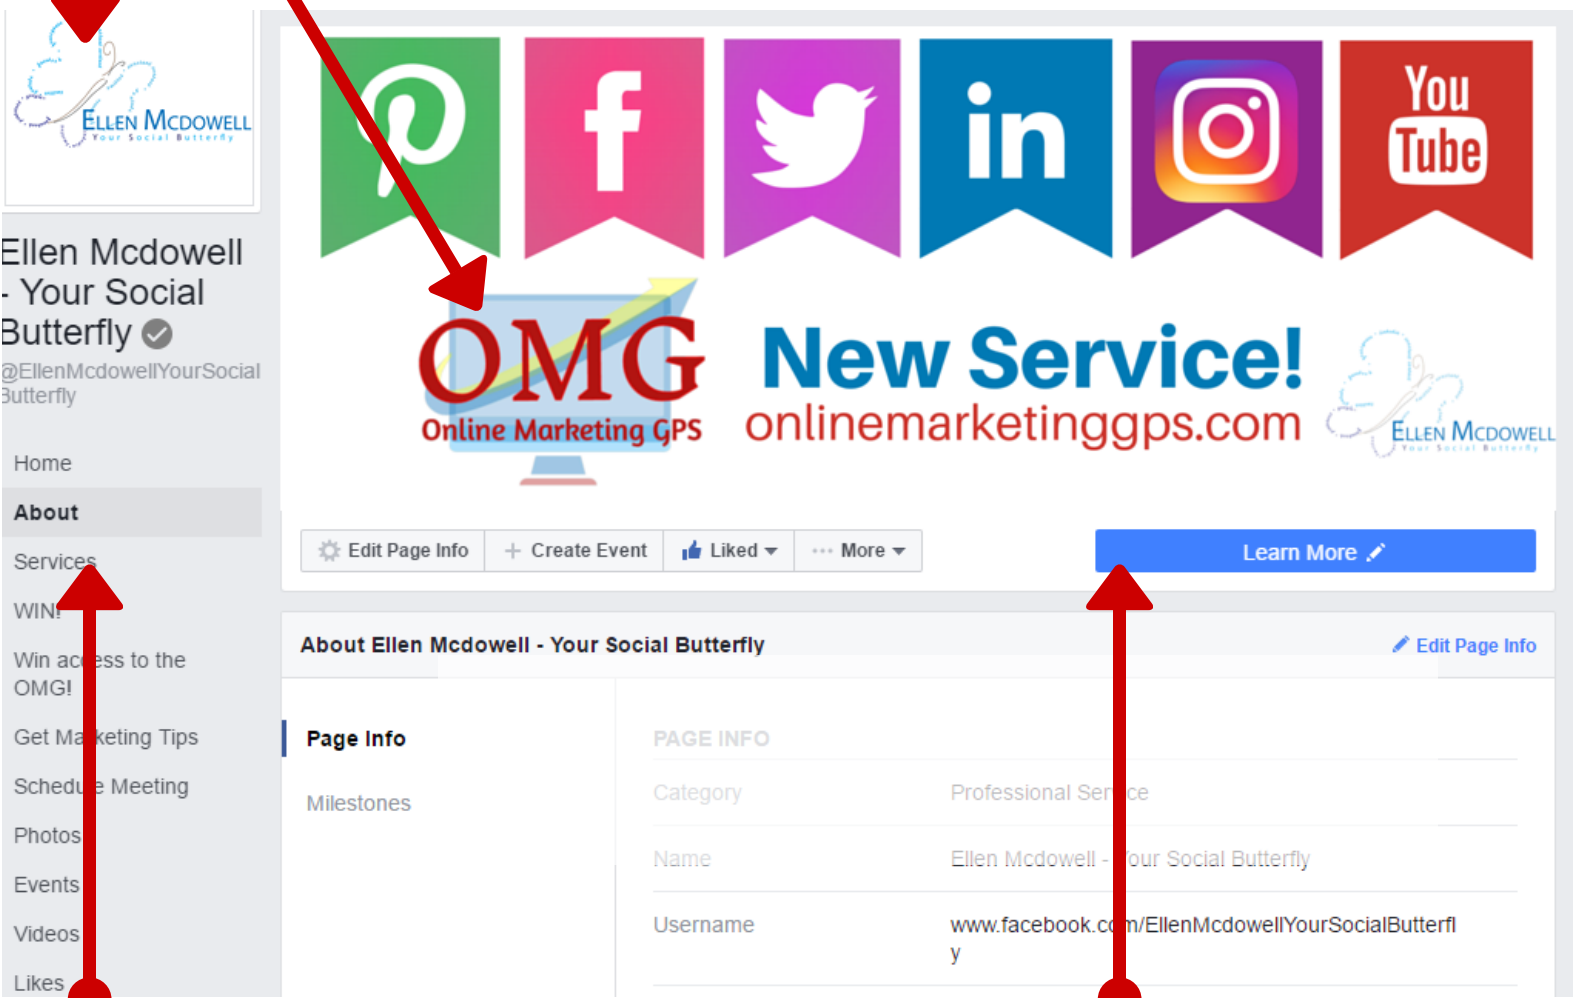 ELLEN MCDOWELL
Your Social Butterfly
Ellen Mcdowell
- Your Social
Butterfly
@EllenMcdowellYourSocial
Butterfly
Home
About
Services
WIN!
Win access to the
OMG!
Get Marketing Tips
Schedule Meeting
Photos
Events
Videos
Likes
You
Tube
in
OMG
Online Marketing GPS
New Service!
onlinemarketinggps.com
ELLEN MCDOWELL
Your Social Butterfly
Edit Page Info
Create Event
Liked
More
Learn More
About Ellen Mcdowell - Your Social Butterfly
Edit Page Info
Page Info
Milestones
PAGE INFO
Category Professional Service
Name Ellen Mcdowell - Your Social Butterfly
Username www.facebook.com/EllenMcdowellYourSocialButterfl
y